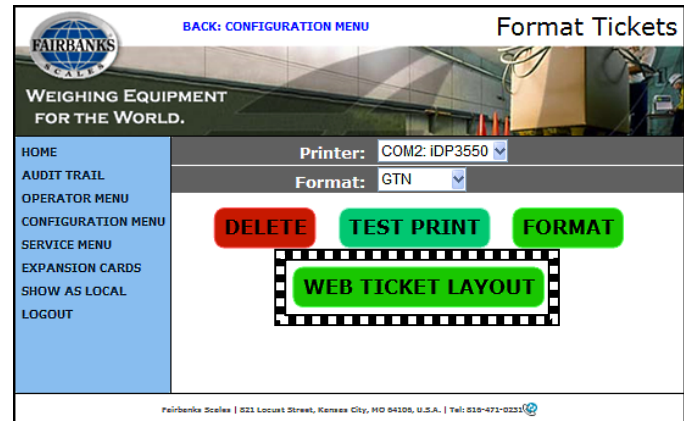 BACK: CONFIGURATION MENU
Format Tickets
FAIRBANKS
SCALES
WEIGHING EQUIPMENT
FOR THE WORLD.
HOME
AUDIT TRAIL
OPERATOR MENU
CONFIGURATION MENU
SERVICE MENU
EXPANSION CARDS
SHOW AS LOCAL
LOGOUT
Printer: COM2: iDP3550
Format: GTN
DELETE TEST PRINT FORMAT
WEB TICKET LAYOUT
Fairbanks Scales | 821 Locust Street, Kansas City, MO 64106, U.S.A. | Tel: 816-471-0231